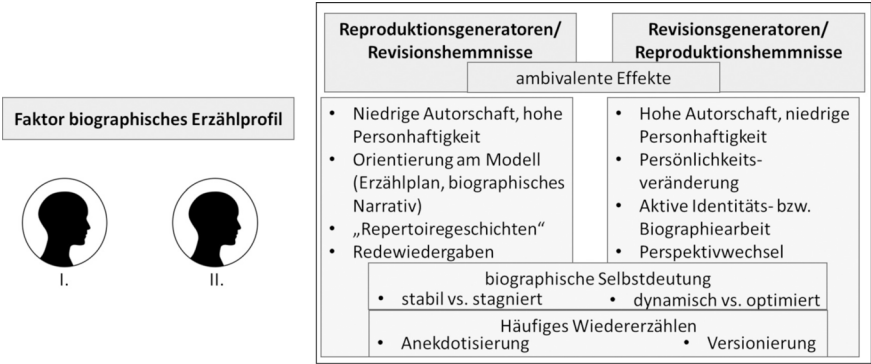 Faktor biographisches Erzählprofil
I.
II.
Reproduktionsgeneratoren/
Revisionshemmnisse
Revisionsgeneratoren/
Reproduktionshemmnisse
ambivalente Effekte
• Niedrige Autorschaft, hohe
Personhaftigkeit
• Orientierung am Modell
(Erzählplan, biographisches
Narrativ)
• „Repertoiregeschichten“
• Redewiedergaben
• Hohe Autorschaft, niedrige
Personhaftigkeit
• Persönlichkeits-
veränderung
• Aktive Identitäts- bzw.
Biographiearbeit
• Perspektivwechsel
biographische Selbstdeutung
• stabil vs. stagniert
• dynamisch vs. optimiert
Häufiges Wiedererzählen
• Anekdotisierung
• Versionierung